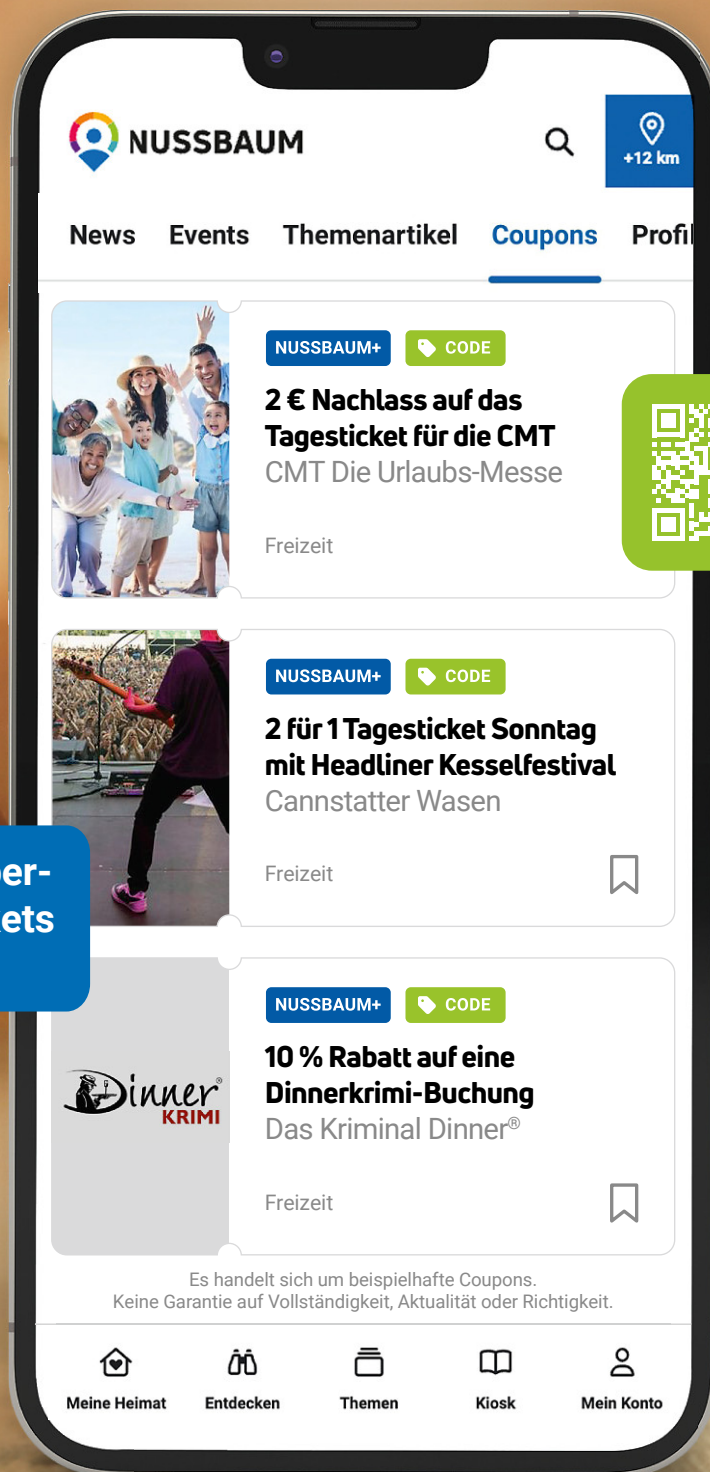 NUSSBAUM
+12 km
News Events Themenartikel Coupons
NUSSBAUM+ CODE
2 € Nachlass auf das
Tagesticket für die CMT
CMT Die Urlaubs-Messe
Freizeit
NUSSBAUM+ CODE
2 für 1 Tagesticket Sonntag
mit Headliner Kesselfestival
Cannstatter Wasen
Freizeit
NUSSBAUM+ CODE
Dinner®
KRIMI
10 % Rabatt auf eine
Dinnerkrimi-Buchung
Das Kriminal Dinner®
Freizeit
Es handelt sich um beispielhafte Coupons.
Keine Garantie auf Vollständigkeit, Aktualität oder Richtigkeit.
Meine Heimat Entdecken Themen Kiosk Mein Konto